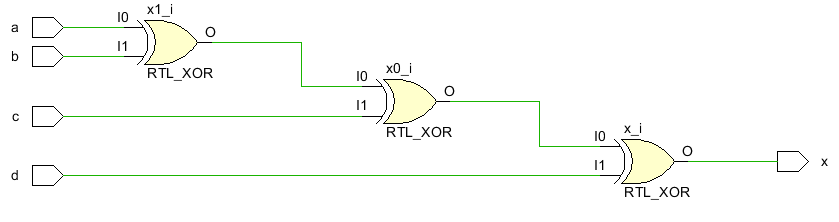 x1_i
a I0 O
b I1
RTL_XOR
x0_i
I0 O
c I1
RTL_XOR
x_i
I0 O x
d I1
RTL_XOR